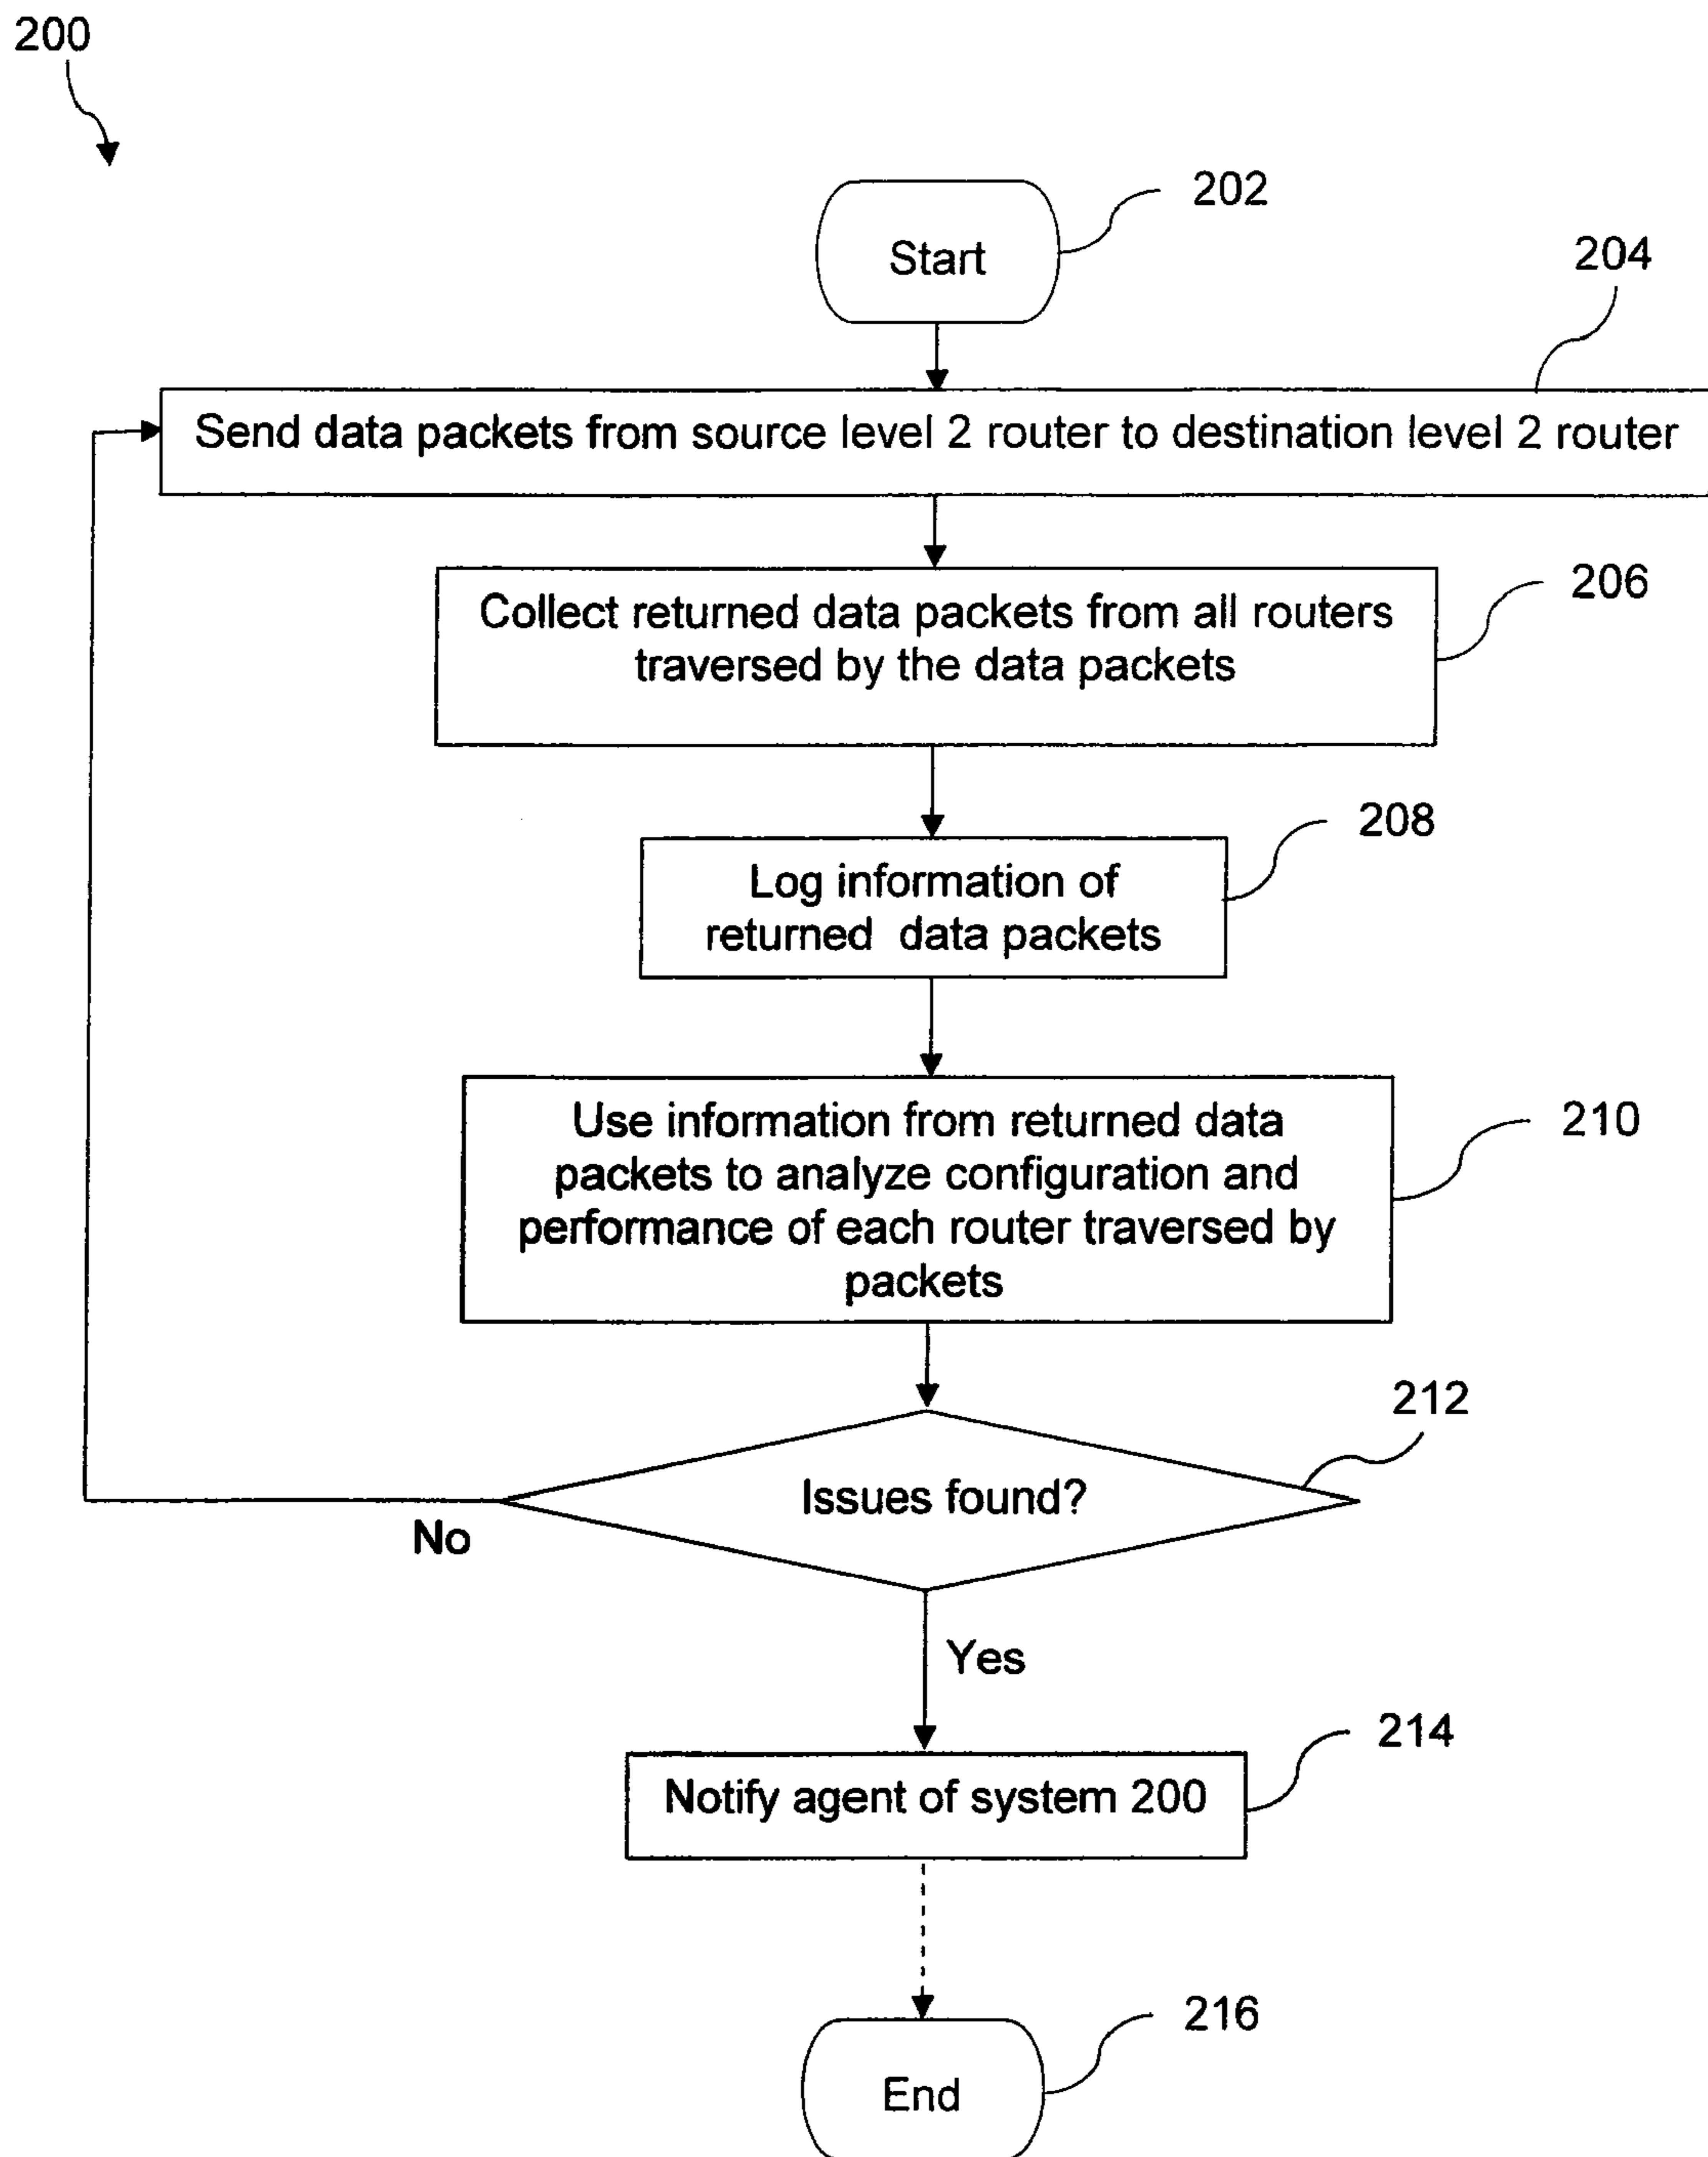 200
202
Start
204
Send data packets from source level 2 router to destination level 2 router
206
Collect returned data packets from all routers
traversed by the data packets
208
Log information of
returned data packets
210
Use information from returned data
packets to analyze configuration and
performance of each router traversed by
packets
212
Issues found?
No
Yes
214
Notify agent of system 200
216
End